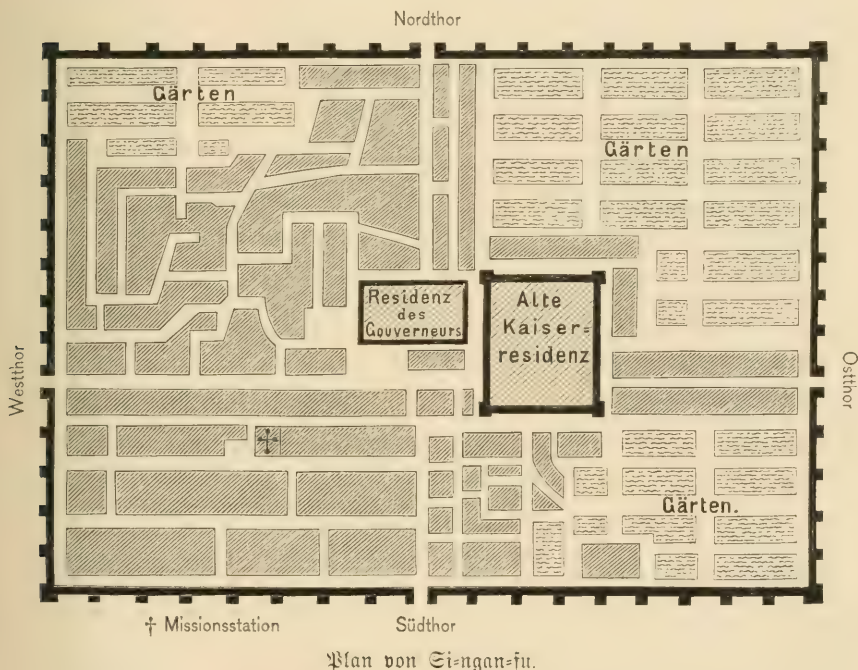 Nordthor
Gärten
Gärten
Residenz
des
Gouverneurs
Alte
Kaiser=
residenz
Westthor
Ostthor
Gärten.
† Missionsstation
Südthor
Plan von Si=ngan=fu.